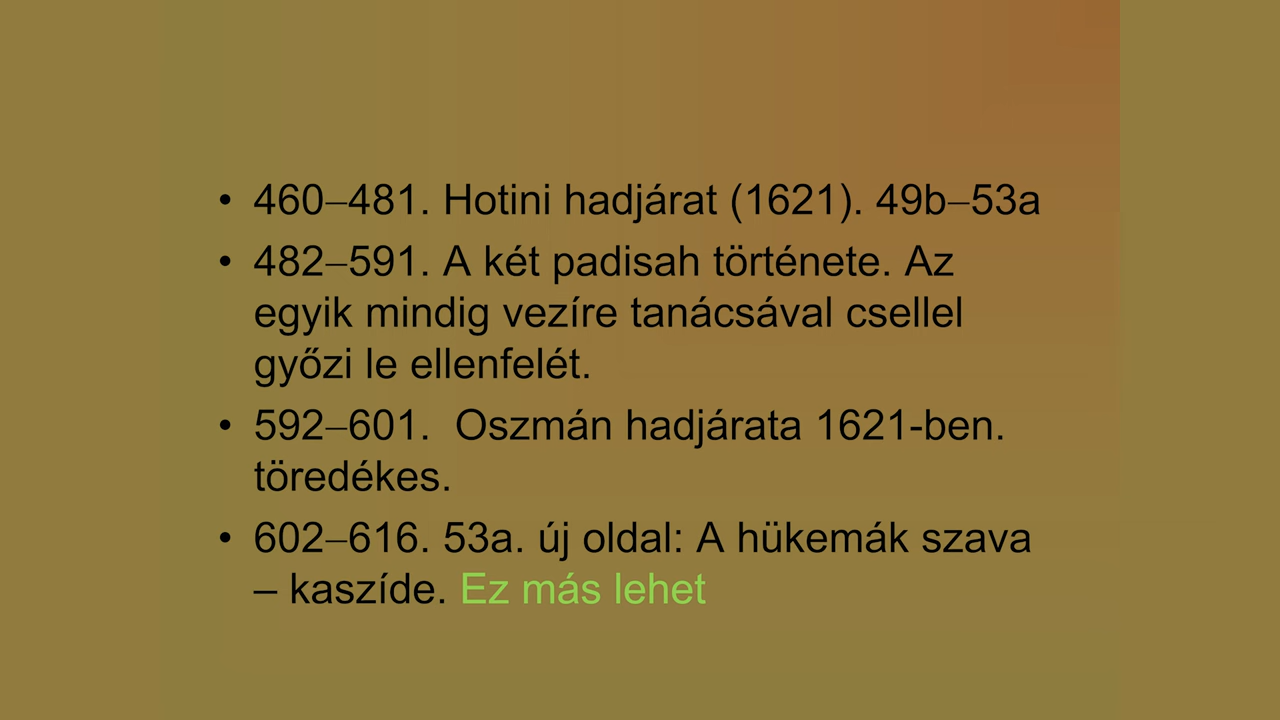 • 460–481. Hotini hadjárat (1621). 49b–53a
• 482–591. A két padisah története. Az
egyik mindig vezíre tanácsával csellel
győzi le ellenfelét.
• 592–601.  Oszmán hadjárata 1621-ben.
töredékes.
• 602–616. 53a. új oldal: A hükemák szava
– kaszíde. Ez más lehet